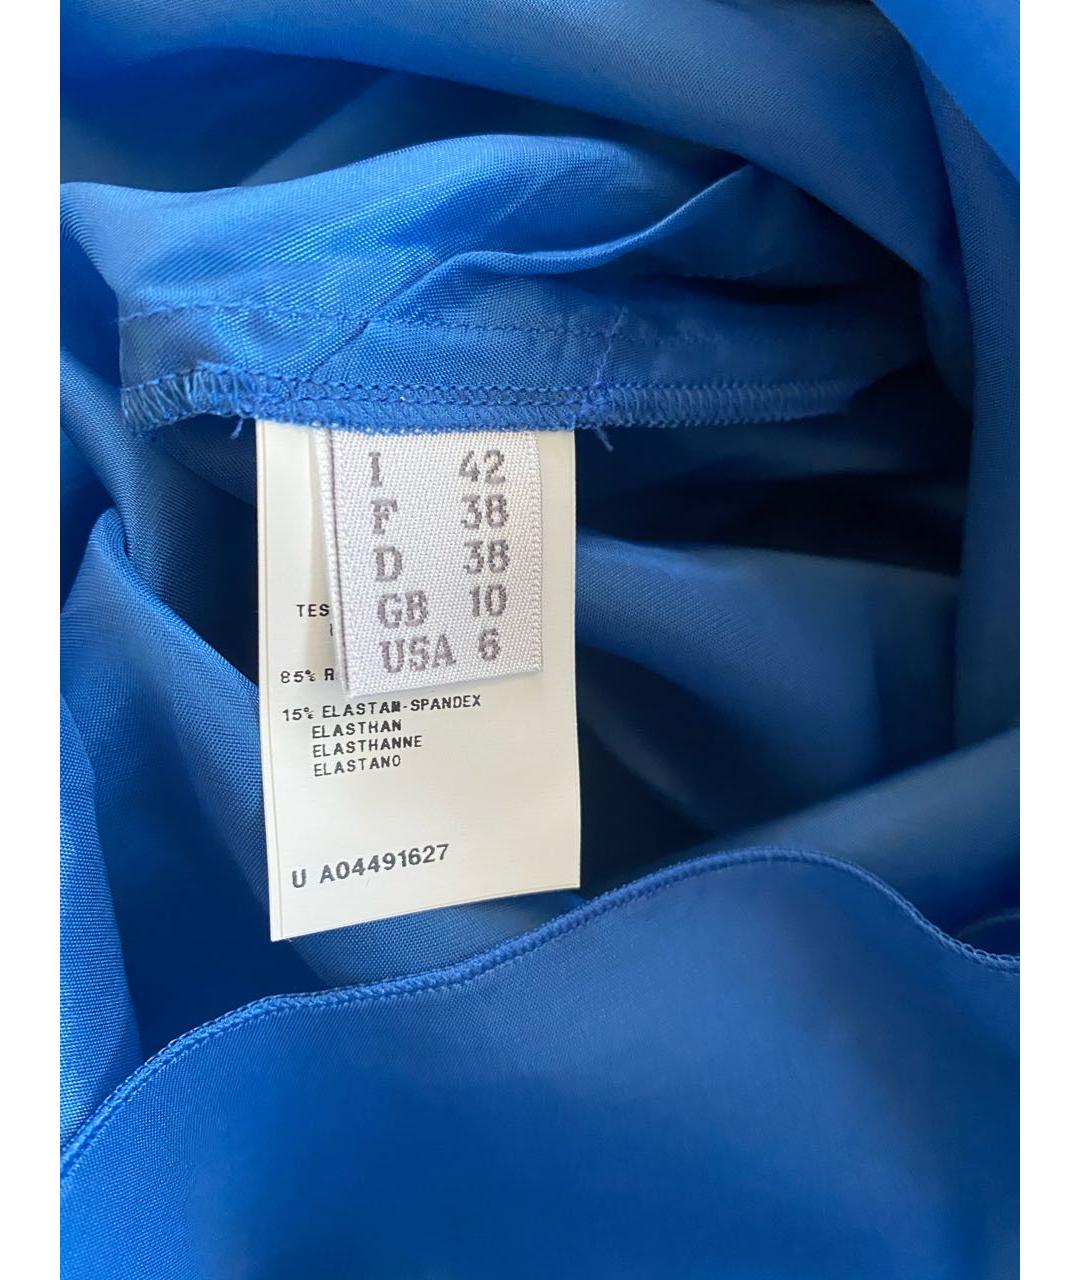 I 42
F 38
D 38
GB 10
USA 6
TES
85% R
15% ELASTAN-SPANDEX
ELASTHAN
ELASTHANNE
ELASTANO
U A04491627